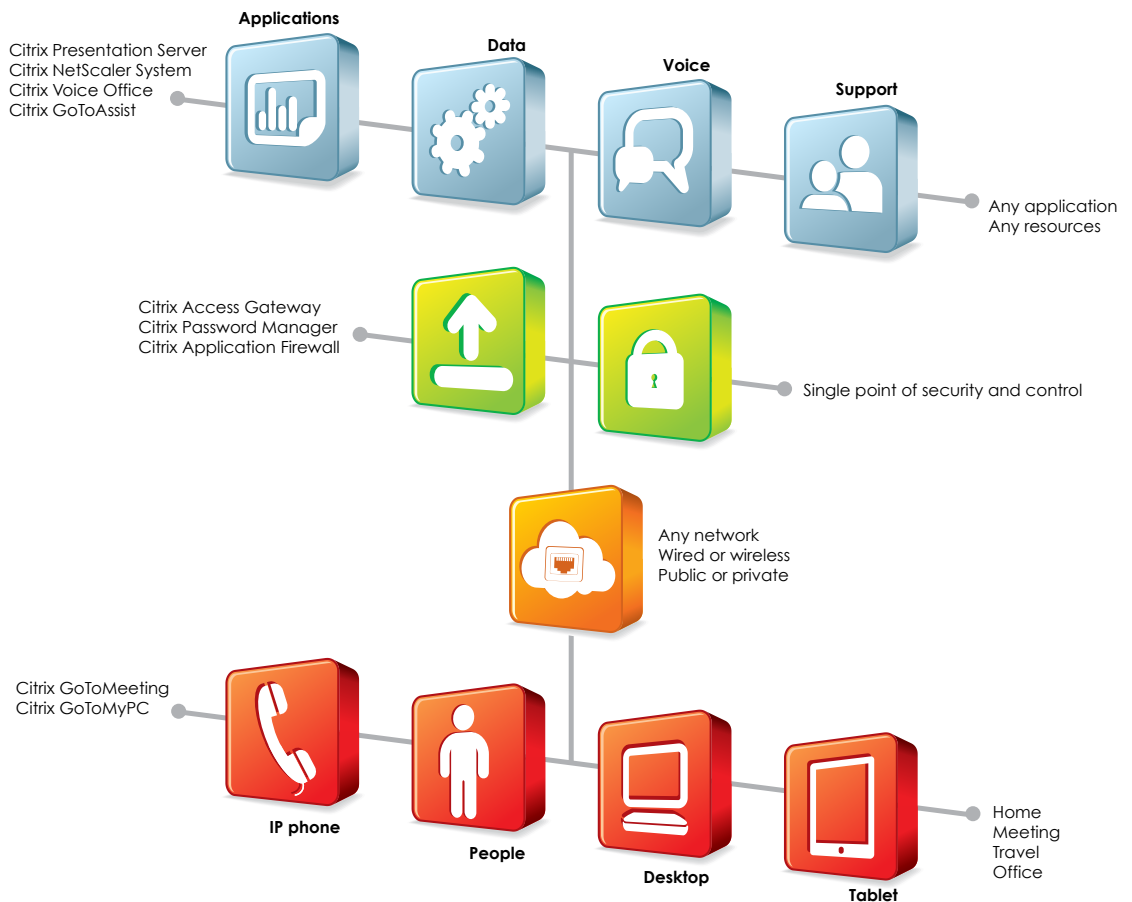 Applications
Citrix Presentation Server
Citrix NetScaler System
Citrix Voice Office
Citrix GoToAssist
Data
Voice
Support
Any application
Any resources
Citrix Access Gateway
Citrix Password Manager
Citrix Application Firewall
Single point of security and control
Any network
Wired or wireless
Public or private
Citrix GoToMeeting
Citrix GoToMyPC
IP phone
People
Desktop
Tablet
Home
Meeting
Travel
Office